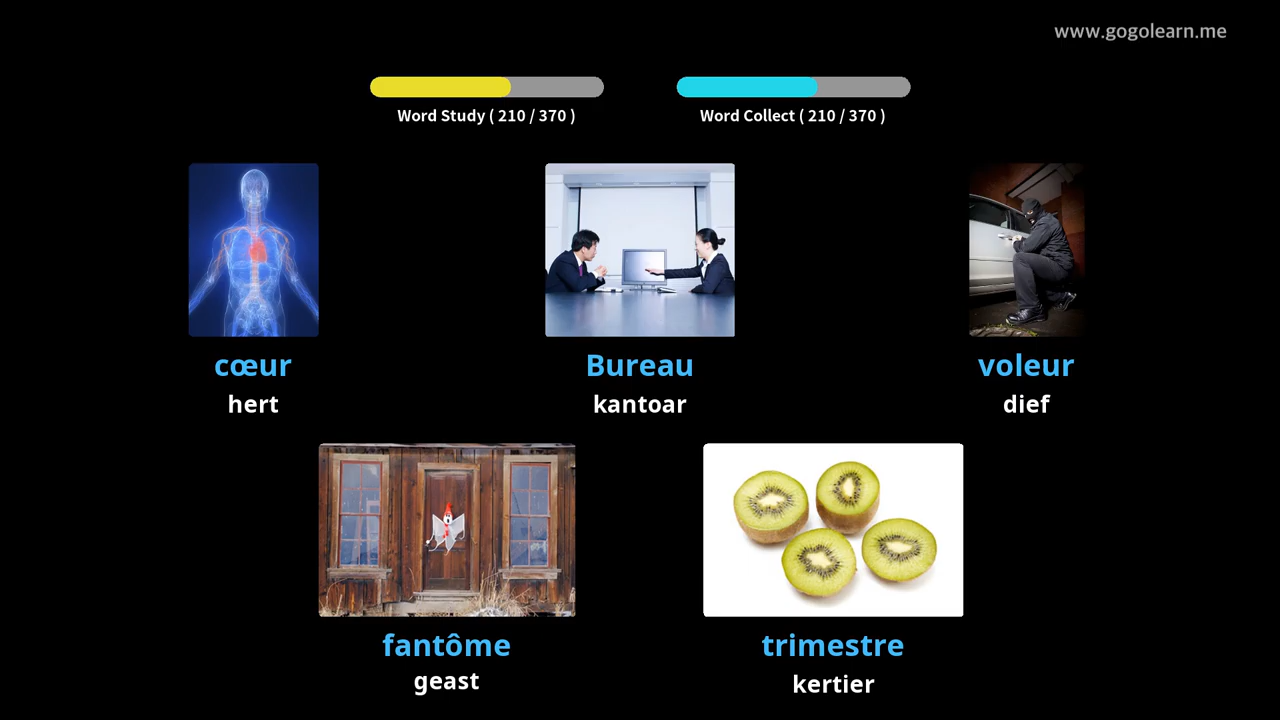 www.gogolearn.me
Word Study ( 210 / 370 )
Word Collect ( 210 / 370 )
cœur
hert
Bureau
kantoar
voleur
dief
fantôme
geast
trimestre
kertier